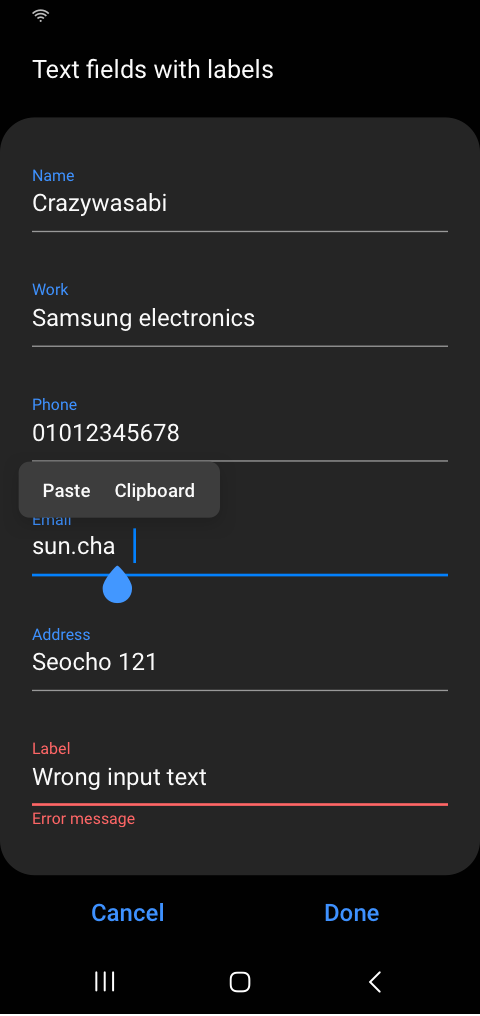 Text fields with labels
Name
Crazywasabi
Work
Samsung electronics
Phone
01012345678
Paste Clipboard
Email
sun.cha
Address
Seocho 121
Label
Wrong input text
Error message
Cancel Done